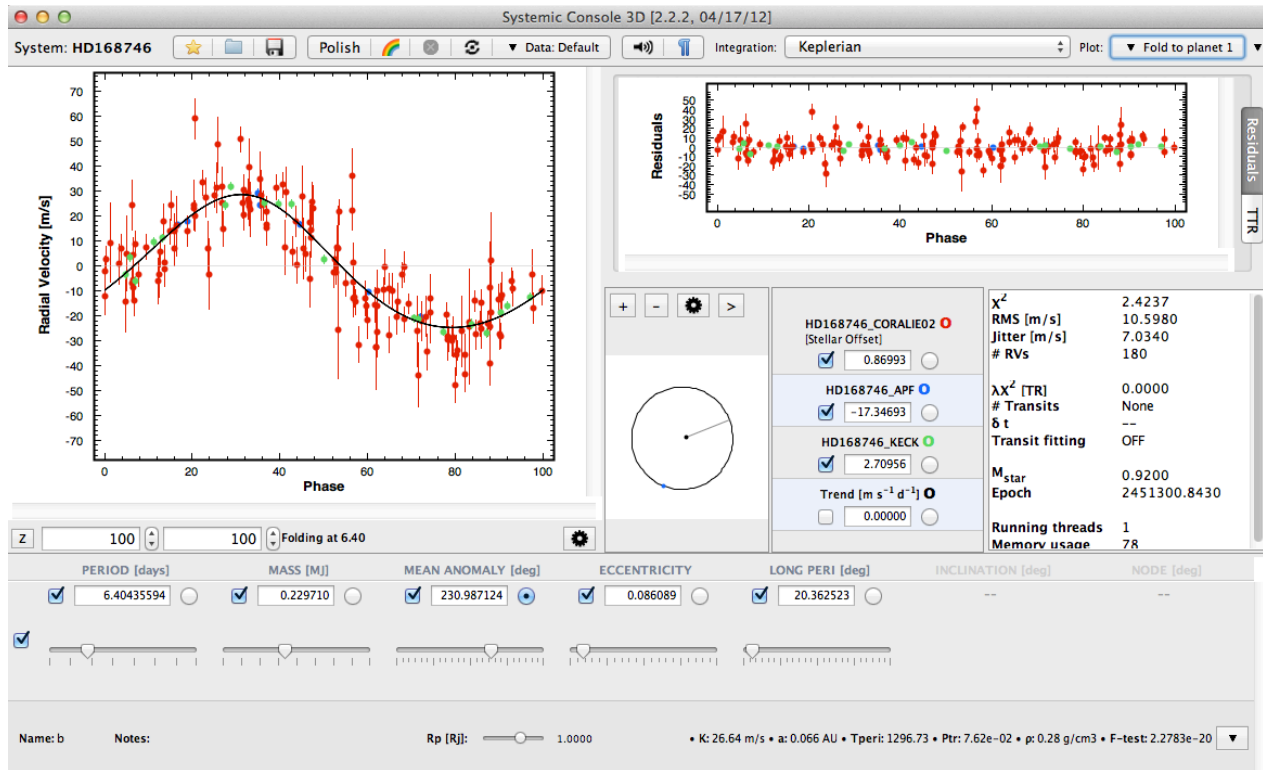 Systemic Console 3D [2.2.2, 04/17/12]
System: HD168746 Polish ▼ Data: Default Integration: Keplerian Plot: ▼ Fold to planet 1 ▼
70
60
50
40
30
20
10
0
-10
-20
-30
-40
-50
-60
-70
Radial Velocity [m/s]
0 20 40 60 80 100
Phase
50
40
30
20
10
0
-10
-20
-30
-40
-50
Residuals
0 20 40 60 80 100
Phase
Residuals
TTR
Z 100 100 Folding at 6.40
+ - >
HD168746_CORALIE02 O
[Stellar Offset]
0.86993
HD168746_APF O
-17.34693
HD168746_KECK O
2.70956
Trend [m s⁻¹ d⁻¹] O
0.00000
χ² 2.4237
RMS [m/s] 10.5980
Jitter [m/s] 7.0340
# RVs 180
λχ² [TR] 0.0000
# Transits None
δ t --
Transit fitting OFF
Mstar 0.9200
Epoch 2451300.8430
Running threads 1
Memory usage 78
PERIOD [days] MASS [MJ] MEAN ANOMALY [deg] ECCENTRICITY LONG PERI [deg] INCLINATION [deg] NODE [deg]
6.40435594 0.229710 230.987124 0.086089 20.362523 -- --
Name: b Notes: Rp [Rj]: 1.0000 • K: 26.64 m/s • a: 0.066 AU • Tperi: 1296.73 • Ptr: 7.62e-02 • ρ: 0.28 g/cm3 • F-test: 2.2783e-20 ▼